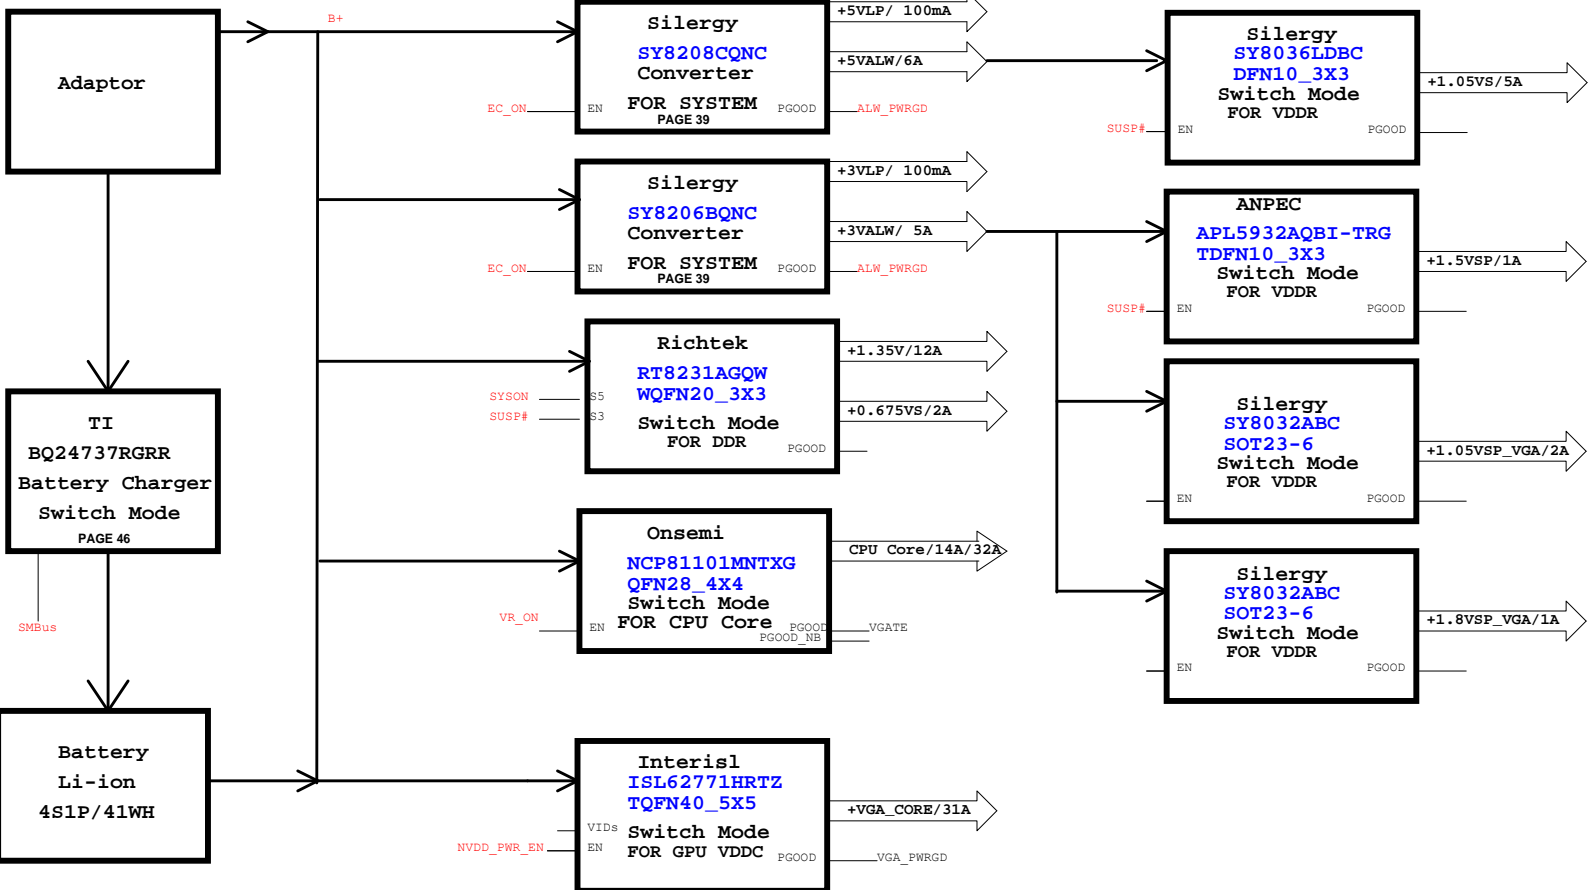 Adaptor
B+
TI
BQ24737RGRR
Battery Charger
Switch Mode
PAGE 46
SMBus
Battery
Li-ion
4S1P/41WH
Silergy
SY8208CQNC
Converter
FOR SYSTEM
PAGE 39
EC_ON
EN
PGOOD
ALW_PWRGD
+5VLP/ 100mA
+5VALW/6A
Silergy
SY8206BQNC
Converter
FOR SYSTEM
PAGE 39
EC_ON
EN
PGOOD
ALW_PWRGD
+3VLP/ 100mA
+3VALW/ 5A
Richtek
RT8231AGQW
WQFN20_3X3
Switch Mode
FOR DDR
SYSON
S5
SUSP#
S3
PGOOD
+1.35V/12A
+0.675VS/2A
Onsemi
NCP81101MNTXG
QFN28_4X4
Switch Mode
FOR CPU Core
VR_ON
EN
PGOOD
PGOOD_NB
VGATE
CPU Core/14A/32A
Interisl
ISL62771HRTZ
TQFN40_5X5
Switch Mode
FOR GPU VDDC
VIDs
NVDD_PWR_EN
EN
PGOOD
VGA_PWRGD
+VGA_CORE/31A
Silergy
SY8036LDBC
DFN10_3X3
Switch Mode
FOR VDDR
SUSP#
EN
PGOOD
+1.05VS/5A
ANPEC
APL5932AQBI-TRG
TDFN10_3X3
Switch Mode
FOR VDDR
SUSP#
EN
PGOOD
+1.5VSP/1A
Silergy
SY8032ABC
SOT23-6
Switch Mode
FOR VDDR
EN
PGOOD
+1.05VSP_VGA/2A
Silergy
SY8032ABC
SOT23-6
Switch Mode
FOR VDDR
EN
PGOOD
+1.8VSP_VGA/1A